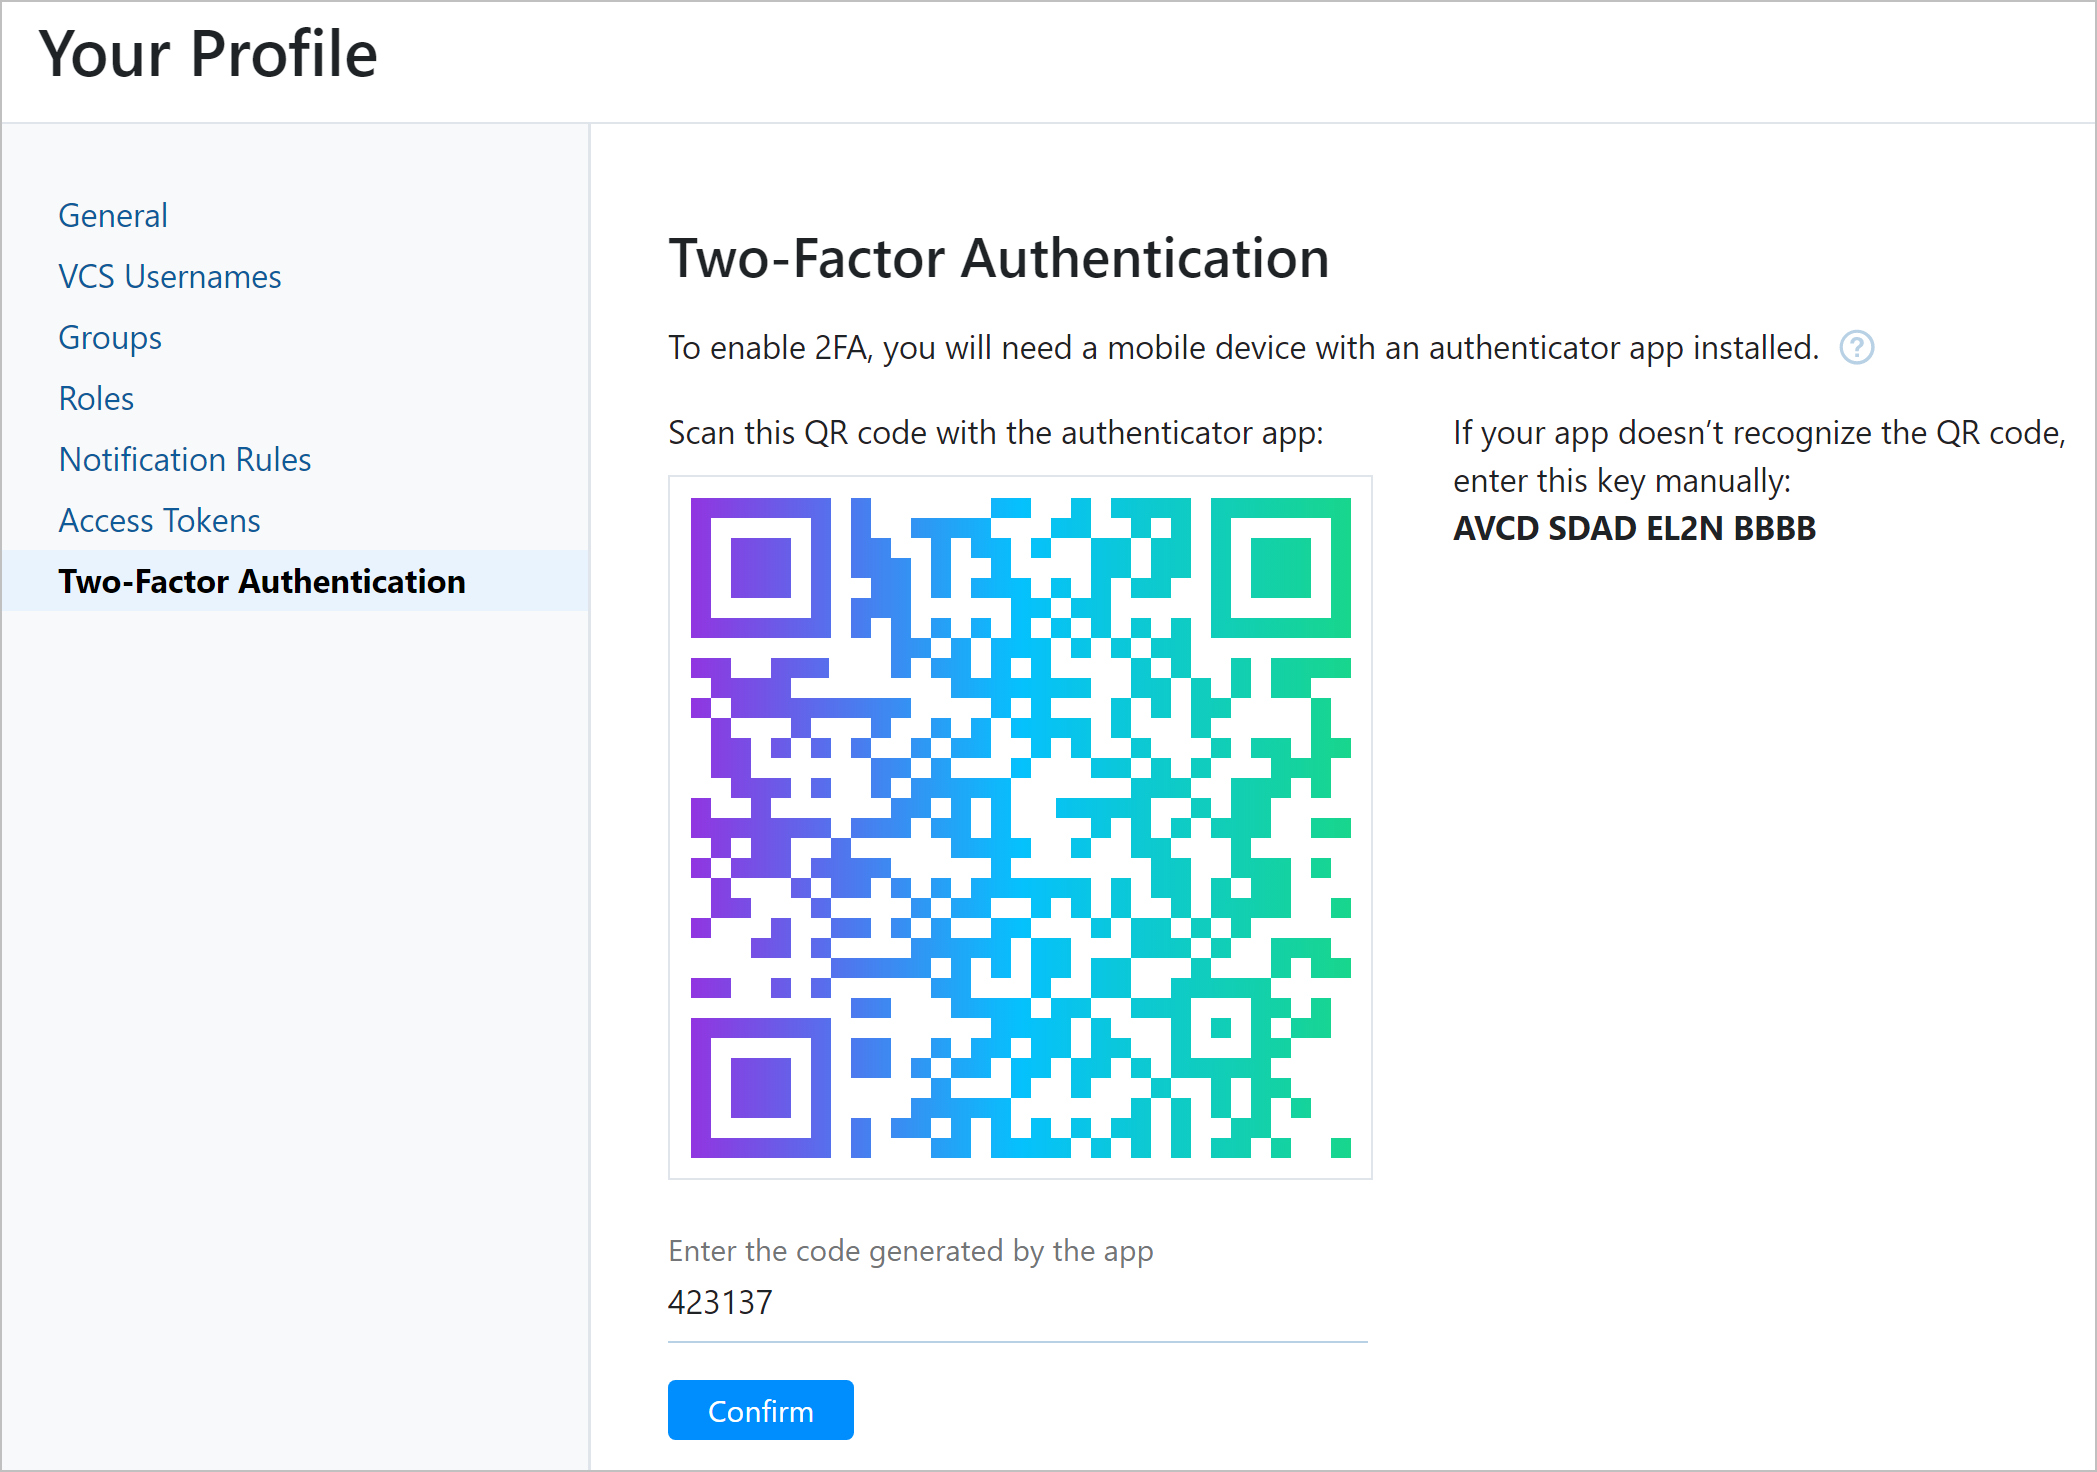 Your Profile
General
VCS Usernames
Groups
Roles
Notification Rules
Access Tokens
Two-Factor Authentication
Two-Factor Authentication
To enable 2FA, you will need a mobile device with an authenticator app installed. ?
Scan this QR code with the authenticator app:
If your app doesn’t recognize the QR code,
enter this key manually:
AVCD SDAD EL2N BBBB
Enter the code generated by the app
423137
Confirm